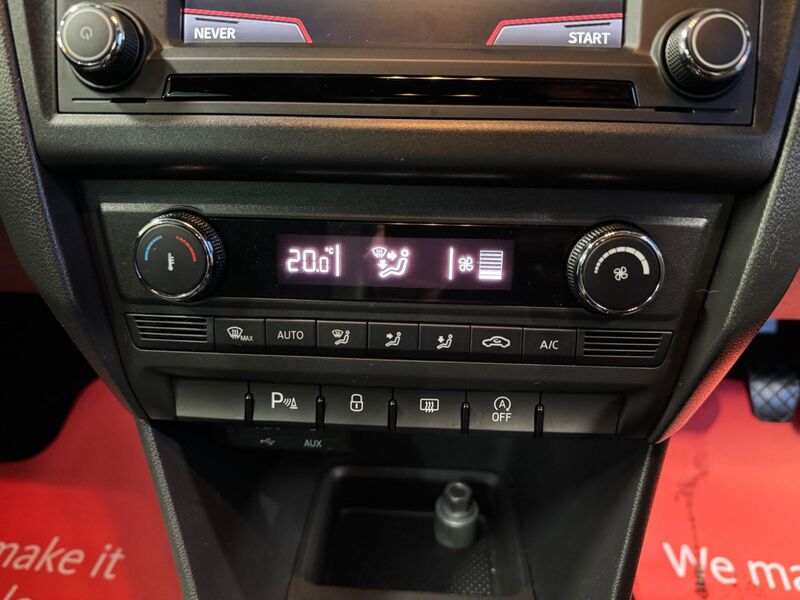 NEVER
START
20.0°C
MAX
AUTO
A/C
P
A
OFF
AUX
make it
We ma